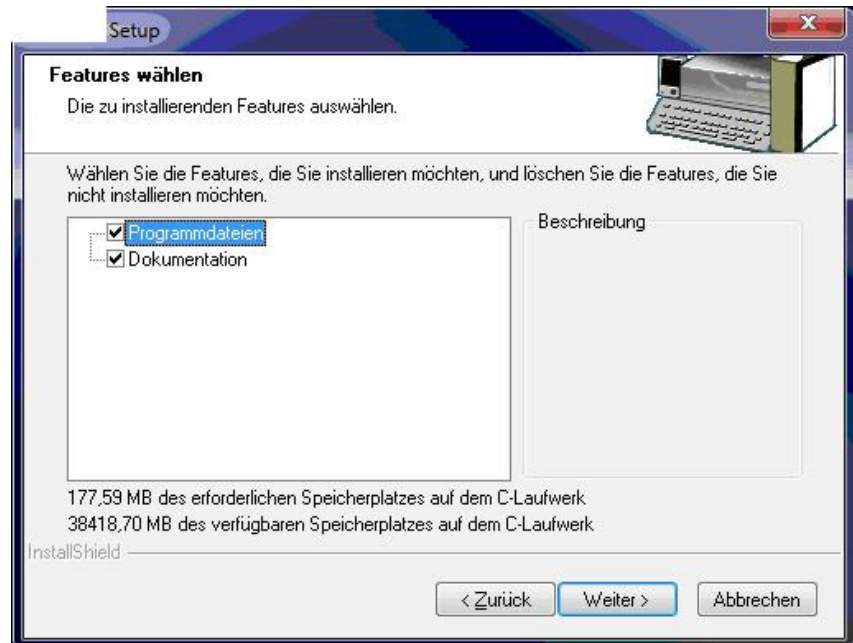 Setup
Features wählen
Die zu installierenden Features auswählen.
Wählen Sie die Features, die Sie installieren möchten, und löschen Sie die Features, die Sie
nicht installieren möchten.
Programmdateien
Dokumentation
Beschreibung
177,59 MB des erforderlichen Speicherplatzes auf dem C-Laufwerk
38418,70 MB des verfügbaren Speicherplatzes auf dem C-Laufwerk
InstallShield
< Zurück Weiter > Abbrechen